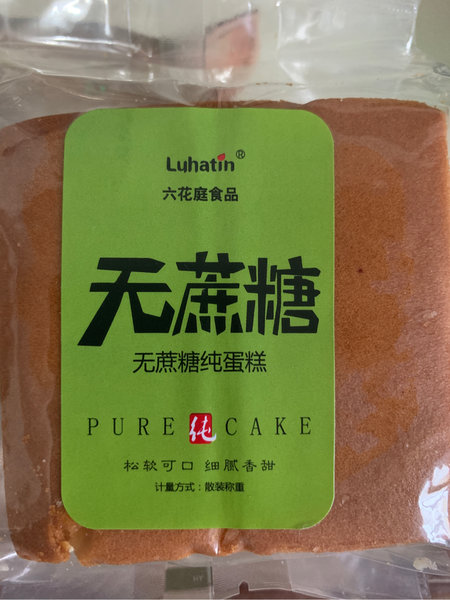 Luhatin®
六花庭食品
无蔗糖
无蔗糖纯蛋糕
PURE 纯 CAKE
松软可口 细腻香甜
计量方式：散装称重